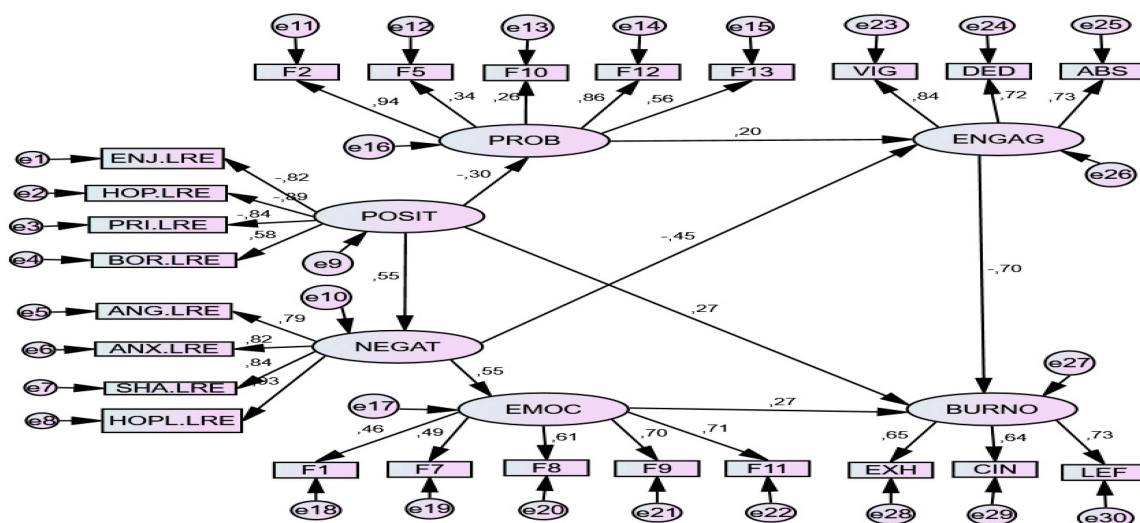 e11 e12 e13 e14 e15 e23 e24 e25
F2 F5 F10 F12 F13 VIG DED ABS
,94 ,34 ,26 ,86 ,56 ,84 ,72 ,73
e16 PROB ,20 ENGAG
e1 ENJ.LRE
-,82 -,30 e26
e2 HOP.LRE
-,89
e3 PRI.LRE -,84 POSIT
e4 BOR.LRE ,58
e9 ,55 -,45 -,70
e10 ,27
e5 ANG.LRE ,79
e6 ANX.LRE ,82 NEGAT
e7 SHA.LRE ,84 ,55 e27
e8 HOPL.LRE ,93
e17 EMOC ,27 BURNO
,46 ,49 ,61 ,70 ,71 ,65 ,64 ,73
F1 F7 F8 F9 F11 EXH CIN LEF
e18 e19 e20 e21 e22 e28 e29 e30